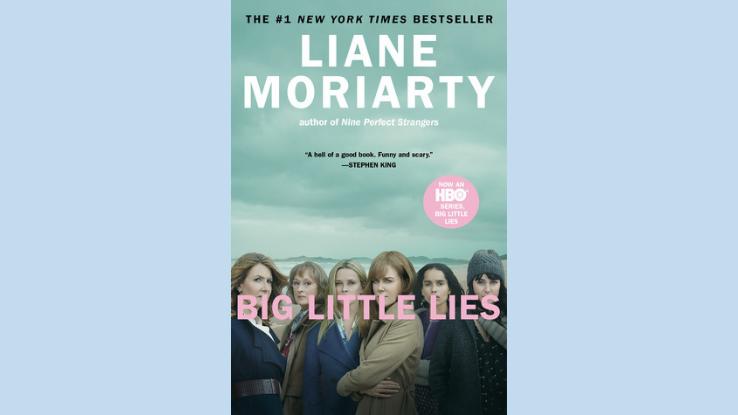 THE #1 NEW YORK TIMES BESTSELLER
LIANE
MORIARTY
author of Nine Perfect Strangers
“A hell of a good book. Funny and scary.”
—STEPHEN KING
NOW AN
HBO®
SERIES,
BIG LITTLE
LIES
BIG LITTLE LIES